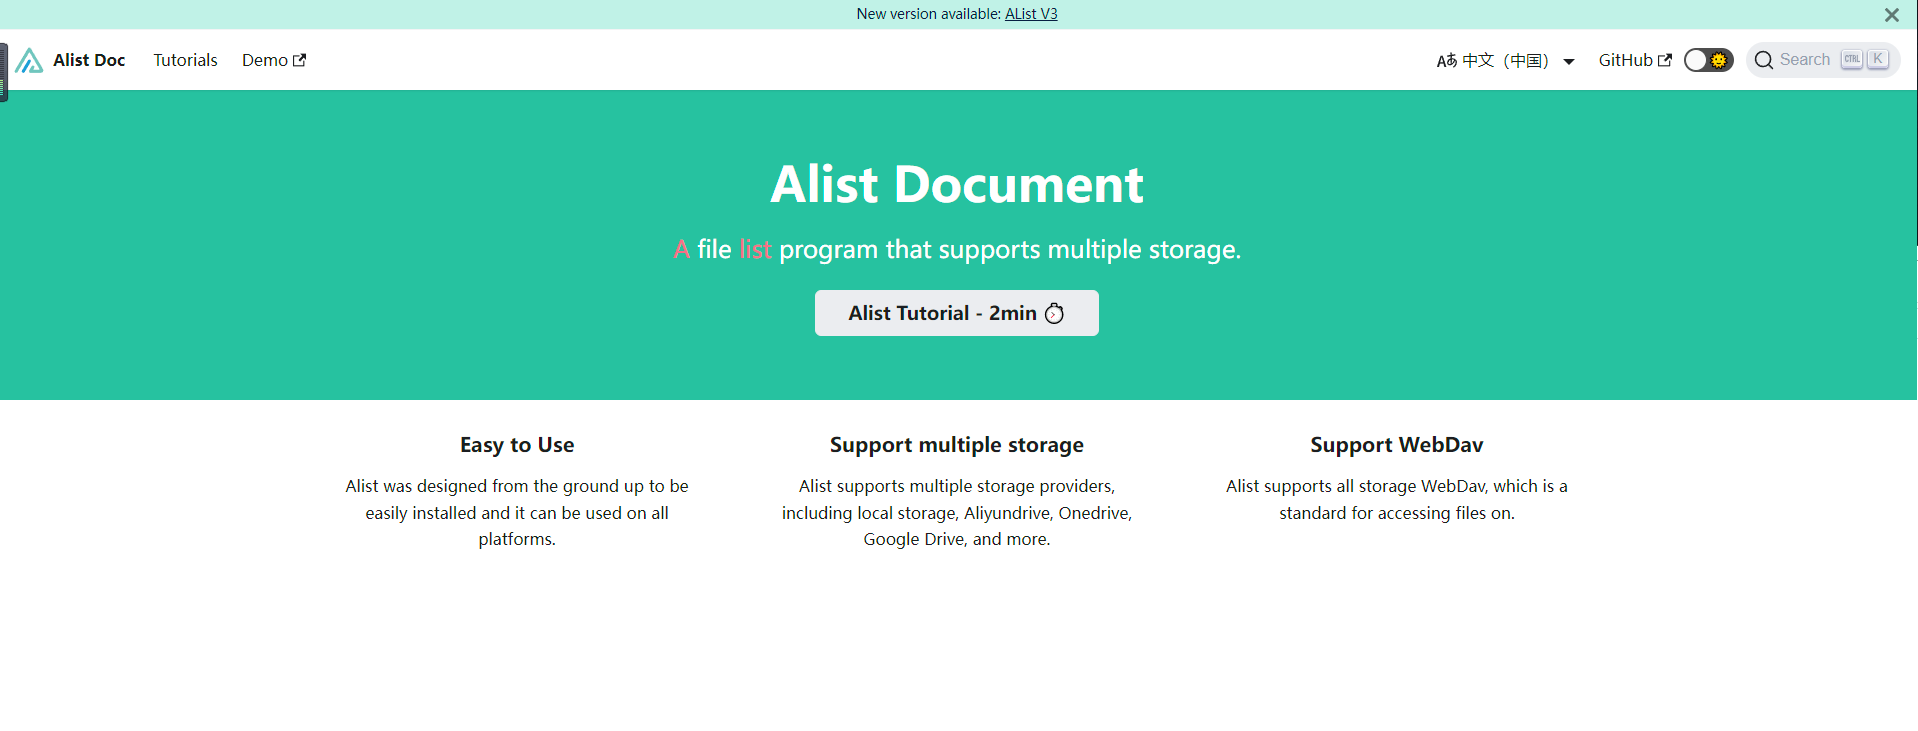 New version available: AList V3
Alist Doc Tutorials Demo Aあ 中文（中国） GitHub Search CTRL K
Alist Document
A file list program that supports multiple storage.
Alist Tutorial - 2min
Easy to Use
Alist was designed from the ground up to be
easily installed and it can be used on all
platforms.
Support multiple storage
Alist supports multiple storage providers,
including local storage, Aliyundrive, Onedrive,
Google Drive, and more.
Support WebDav
Alist supports all storage WebDav, which is a
standard for accessing files on.